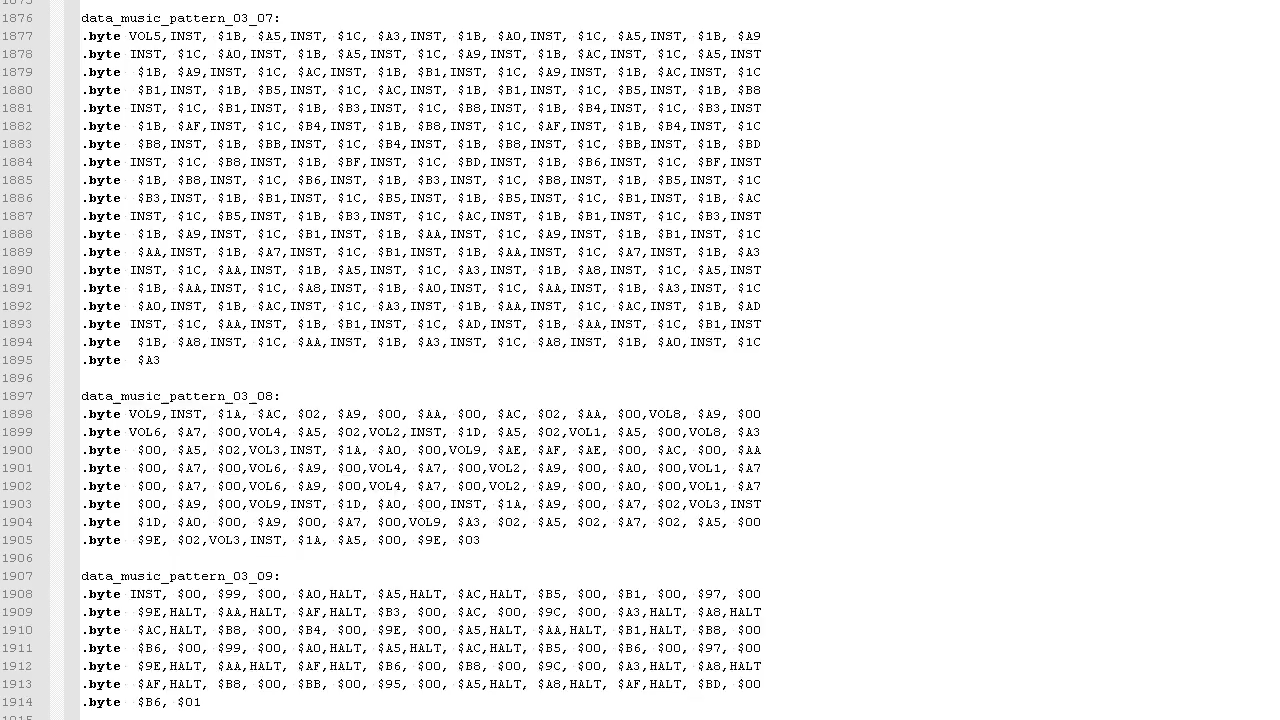 1876 data_music_pattern_03_07:
1877 .byte VOL5,INST, $1B, $A5,INST, $1C, $A3,INST, $1B, $A0,INST, $1C, $A5,INST, $1B, $A9
1878 .byte INST, $1C, $A0,INST, $1B, $A5,INST, $1C, $A9,INST, $1B, $AC,INST, $1C, $A5,INST
1879 .byte $1B, $A9,INST, $1C, $AC,INST, $1B, $B1,INST, $1C, $A9,INST, $1B, $AC,INST, $1C
1880 .byte $B1,INST, $1B, $B5,INST, $1C, $AC,INST, $1B, $B1,INST, $1C, $B5,INST, $1B, $B8
1881 .byte INST, $1C, $B1,INST, $1B, $B3,INST, $1C, $B8,INST, $1B, $B4,INST, $1C, $B3,INST
1882 .byte $1B, $AF,INST, $1C, $B4,INST, $1B, $B8,INST, $1C, $AF,INST, $1B, $B4,INST, $1C
1883 .byte $B8,INST, $1B, $BB,INST, $1C, $B4,INST, $1B, $B8,INST, $1C, $BB,INST, $1B, $BD
1884 .byte INST, $1C, $B8,INST, $1B, $BF,INST, $1C, $BD,INST, $1B, $B6,INST, $1C, $BF,INST
1885 .byte $1B, $B8,INST, $1C, $B6,INST, $1B, $B3,INST, $1C, $B8,INST, $1B, $B5,INST, $1C
1886 .byte $B3,INST, $1B, $B1,INST, $1C, $B5,INST, $1B, $B5,INST, $1C, $B1,INST, $1B, $AC
1887 .byte INST, $1C, $B5,INST, $1B, $B3,INST, $1C, $AC,INST, $1B, $B1,INST, $1C, $B3,INST
1888 .byte $1B, $A9,INST, $1C, $B1,INST, $1B, $AA,INST, $1C, $A9,INST, $1B, $B1,INST, $1C
1889 .byte $AA,INST, $1B, $A7,INST, $1C, $B1,INST, $1B, $AA,INST, $1C, $A7,INST, $1B, $A3
1890 .byte INST, $1C, $AA,INST, $1B, $A5,INST, $1C, $A3,INST, $1B, $A8,INST, $1C, $A5,INST
1891 .byte $1B, $AA,INST, $1C, $A8,INST, $1B, $A0,INST, $1C, $AA,INST, $1B, $A3,INST, $1C
1892 .byte $A0,INST, $1B, $AC,INST, $1C, $A3,INST, $1B, $AA,INST, $1C, $AC,INST, $1B, $AD
1893 .byte INST, $1C, $AA,INST, $1B, $B1,INST, $1C, $AD,INST, $1B, $AA,INST, $1C, $B1,INST
1894 .byte $1B, $A8,INST, $1C, $AA,INST, $1B, $A3,INST, $1C, $A8,INST, $1B, $A0,INST, $1C
1895 .byte $A3
1896
1897 data_music_pattern_03_08:
1898 .byte VOL9,INST, $1A, $AC, $02, $A9, $00, $AA, $00, $AC, $02, $AA, $00,VOL8, $A9, $00
1899 .byte VOL6, $A7, $00,VOL4, $A5, $02,VOL2,INST, $1D, $A5, $02,VOL1, $A5, $00,VOL8, $A3
1900 .byte $00, $A5, $02,VOL3,INST, $1A, $A0, $00,VOL9, $AE, $AF, $AE, $00, $AC, $00, $AA
1901 .byte $00, $A7, $00,VOL6, $A9, $00,VOL4, $A7, $00,VOL2, $A9, $00, $A0, $00,VOL1, $A7
1902 .byte $00, $A7, $00,VOL6, $A9, $00,VOL4, $A7, $00,VOL2, $A9, $00, $A0, $00,VOL1, $A7
1903 .byte $00, $A9, $00,VOL9,INST, $1D, $A0, $00,INST, $1A, $A9, $00, $A7, $02,VOL3,INST
1904 .byte $1D, $A0, $00, $A9, $00, $A7, $00,VOL9, $A3, $02, $A5, $02, $A7, $02, $A5, $00
1905 .byte $9E, $02,VOL3,INST, $1A, $A5, $00, $9E, $03
1906
1907 data_music_pattern_03_09:
1908 .byte INST, $00, $99, $00, $A0,HALT, $A5,HALT, $AC,HALT, $B5, $00, $B1, $00, $97, $00
1909 .byte $9E,HALT, $AA,HALT, $AF,HALT, $B3, $00, $AC, $00, $9C, $00, $A3,HALT, $A8,HALT
1910 .byte $AC,HALT, $B8, $00, $B4, $00, $9E, $00, $A5,HALT, $AA,HALT, $B1,HALT, $B8, $00
1911 .byte $B6, $00, $99, $00, $A0,HALT, $A5,HALT, $AC,HALT, $B5, $00, $B6, $00, $97, $00
1912 .byte $9E,HALT, $AA,HALT, $AF,HALT, $B6, $00, $B8, $00, $9C, $00, $A3,HALT, $A8,HALT
1913 .byte $AF,HALT, $B8, $00, $BB, $00, $95, $00, $A5,HALT, $A8,HALT, $AF,HALT, $BD, $00
1914 .byte $B6, $01